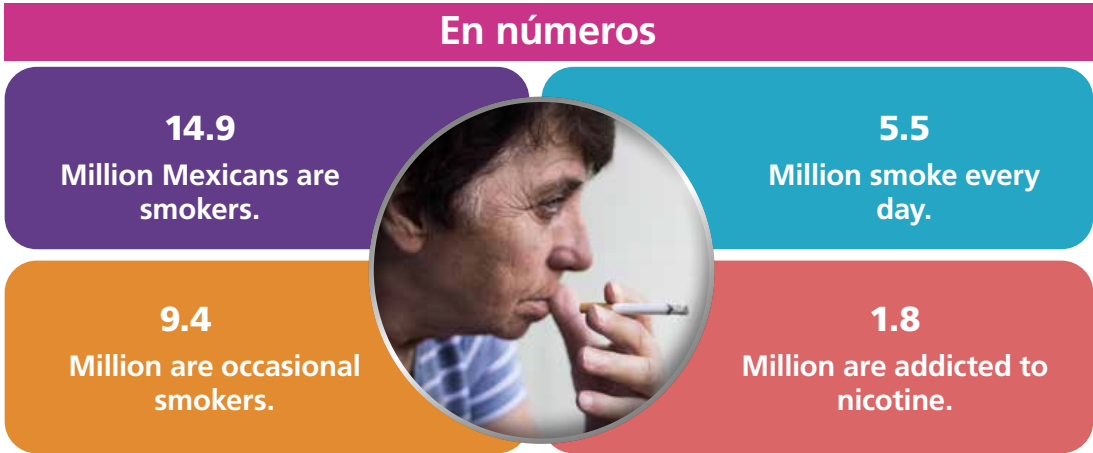 En números
14.9
Million Mexicans are
smokers.
5.5
Million smoke every
day.
9.4
Million are occasional
smokers.
1.8
Million are addicted to
nicotine.